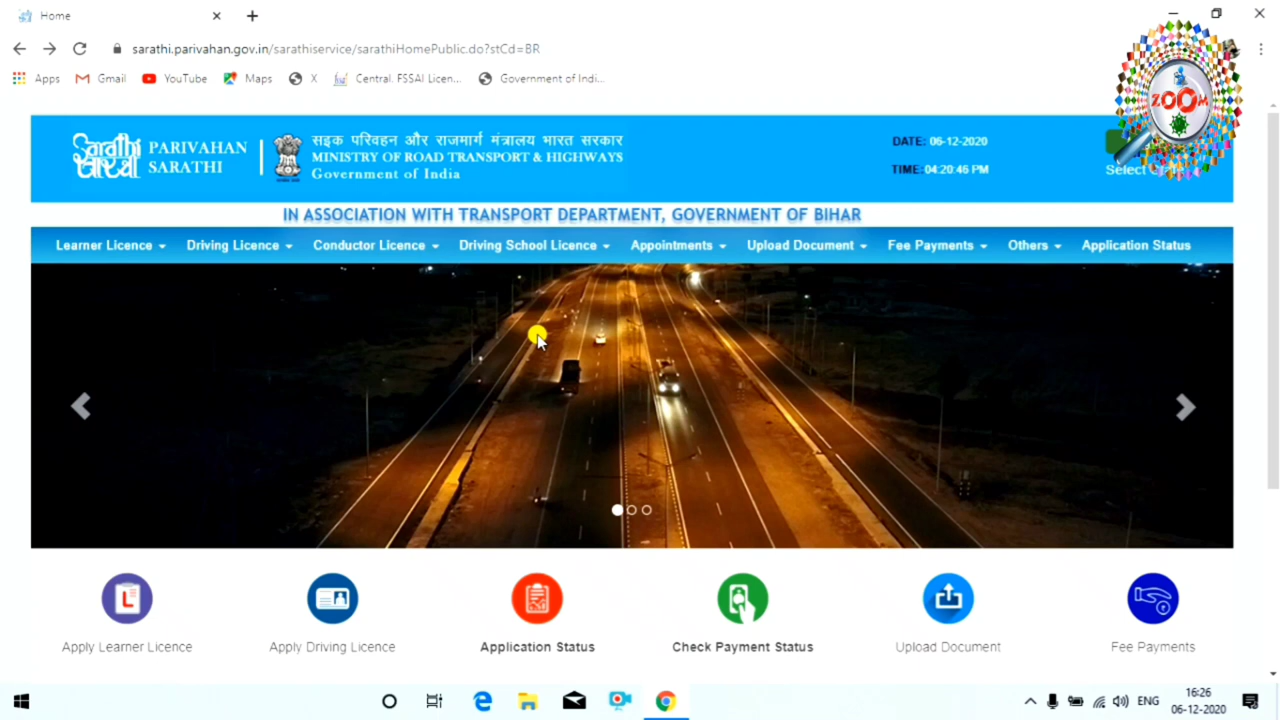 Home
sarathi.parivahan.gov.in/sarathiservice/sarathiHomePublic.do?stCd=BR
Apps Gmail YouTube Maps X Central. FSSAI Licen... Government of Indi...
ZOOM
Sarathi
सारथी
PARIVAHAN
SARATHI
सड़क परिवहन और राजमार्ग मंत्रालय भारत सरकार
MINISTRY OF ROAD TRANSPORT & HIGHWAYS
Government of India
DATE: 06-12-2020
TIME:04:20:46 PM
Select
IN ASSOCIATION WITH TRANSPORT DEPARTMENT, GOVERNMENT OF BIHAR
Learner Licence Driving Licence Conductor Licence Driving School Licence Appointments Upload Document Fee Payments Others Application Status
L
Apply Learner Licence Apply Driving Licence Application Status Check Payment Status Upload Document Fee Payments
ENG
16:26
06-12-2020